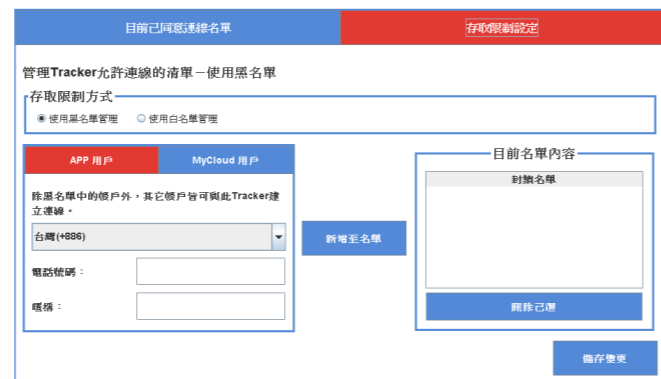 目前已同意連線名單
存取限制設定
管理Tracker允許連線的清單－使用黑名單
存取限制方式
使用黑名單管理
使用白名單管理
APP 用戶
MyCloud 用戶
除黑名單中的帳戶外，其它帳戶皆可與此Tracker建
立連線。
台灣(+886)
電話號碼：
暱稱：
新增至名單
目前名單內容
封鎖名單
刪除已選
儲存變更